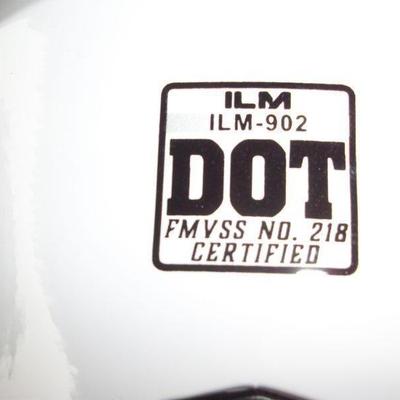 ILM
ILM-902
DOT
FMVSS NO. 218
CERTIFIED